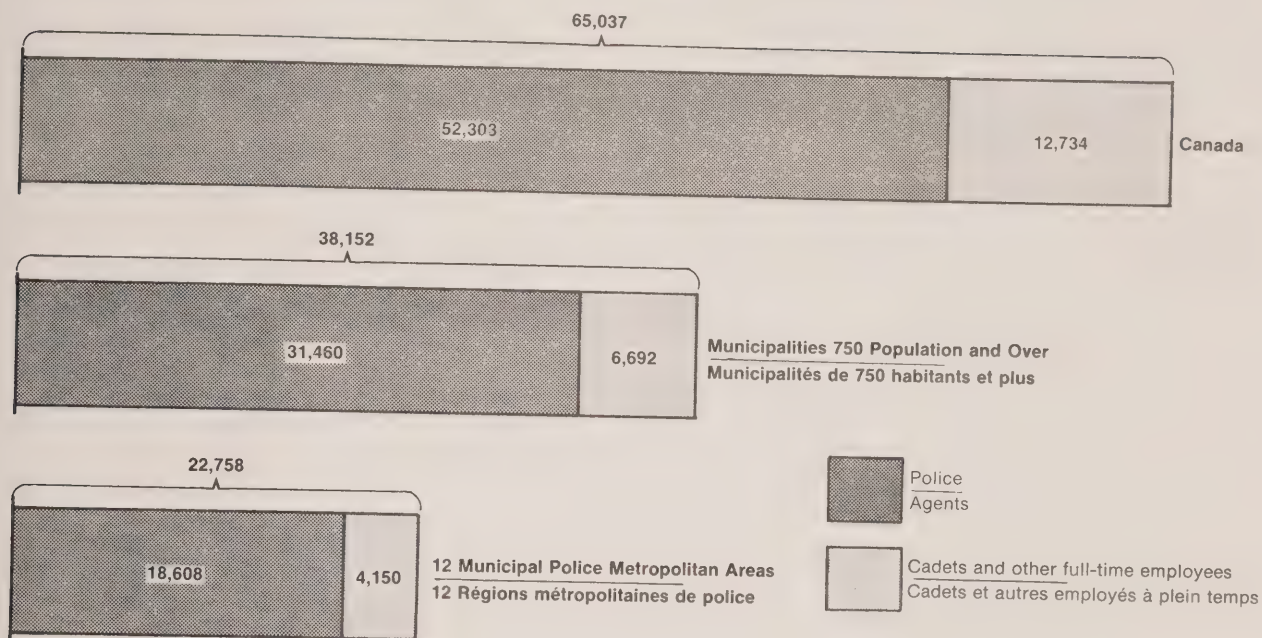 65,037
52,303
12,734
Canada
38,152
31,460
6,692
Municipalities 750 Population and Over
Municipalités de 750 habitants et plus
22,758
18,608
4,150
12 Municipal Police Metropolitan Areas
12 Régions métropolitaines de police
Police
Agents
Cadets and other full-time employees
Cadets et autres employés à plein temps